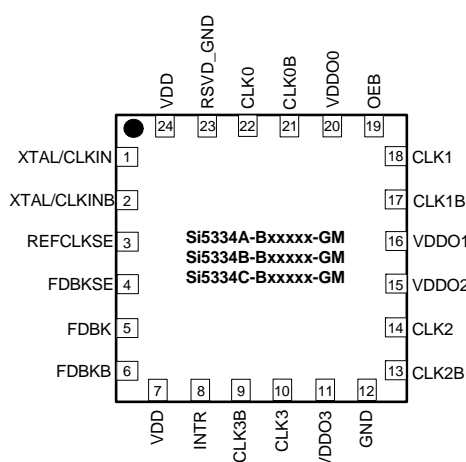 VDD
RSVD_GND
CLK0
CLK0B
VDDO0
OEB
24
23
22
21
20
19
XTAL/CLKIN 1
18 CLK1
XTAL/CLKINB 2
17 CLK1B
REFCLKSE 3
16 VDDO1
FDBKSE 4
15 VDDO2
FDBK 5
14 CLK2
FDBKB 6
13 CLK2B
Si5334A-Bxxxxx-GM
Si5334B-Bxxxxx-GM
Si5334C-Bxxxxx-GM
7
8
9
10
11
12
VDD
INTR
CLK3B
CLK3
VDDO3
GND